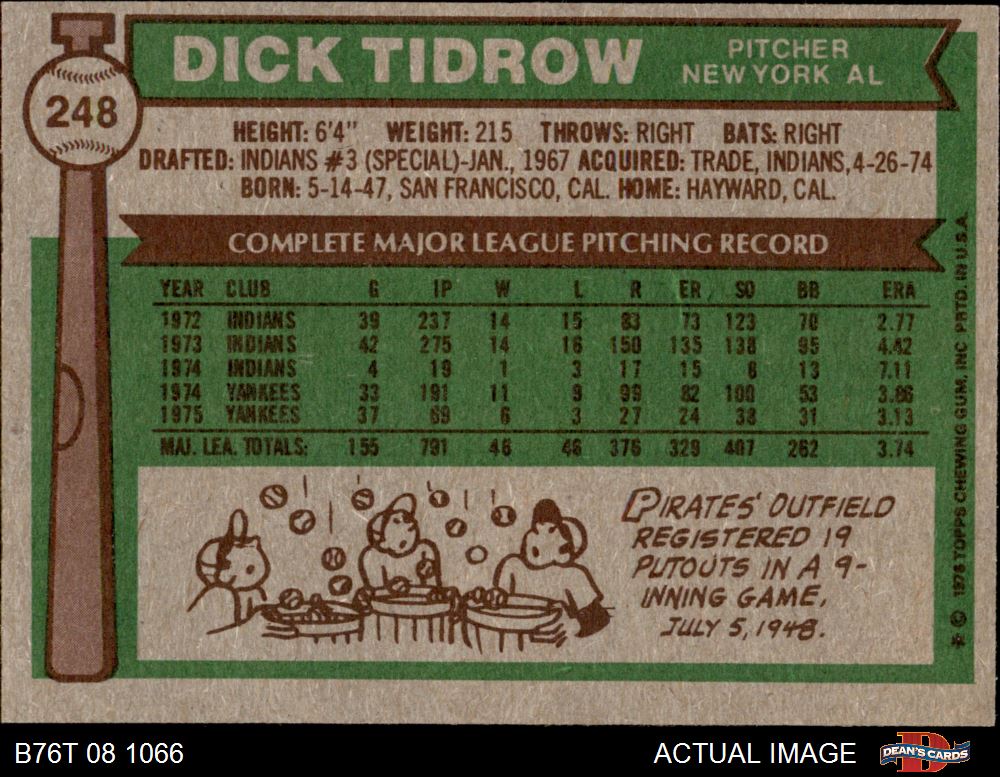 DICK TIDROW
PITCHER
NEW YORK AL
248
HEIGHT: 6'4" WEIGHT: 215 THROWS: RIGHT BATS: RIGHT
DRAFTED: INDIANS #3 (SPECIAL)-JAN., 1967 ACQUIRED: TRADE, INDIANS, 4-26-74
BORN: 5-14-47, SAN FRANCISCO, CAL. HOME: HAYWARD, CAL.
COMPLETE MAJOR LEAGUE PITCHING RECORD
YEAR CLUB G IP W L R ER SO BB ERA
1972 INDIANS 39 237 14 15 83 73 123 70 2.77
1973 INDIANS 42 275 14 16 150 135 138 95 4.42
1974 INDIANS 4 19 1 3 17 15 8 13 7.11
1974 YANKEES 33 191 11 9 99 82 100 53 3.86
1975 YANKEES 37 69 6 3 27 24 38 31 3.13
MAJ. LEA. TOTALS: 155 791 46 46 376 329 407 262 3.74
PIRATES' OUTFIELD
REGISTERED 19
PUTOUTS IN A 9-
INNING GAME,
JULY 5, 1948.
* © 1976 TOPPS CHEWING GUM, INC PRTD. IN U.S.A.
B76T 08 1066
ACTUAL IMAGE
D
DEAN'S CARDS